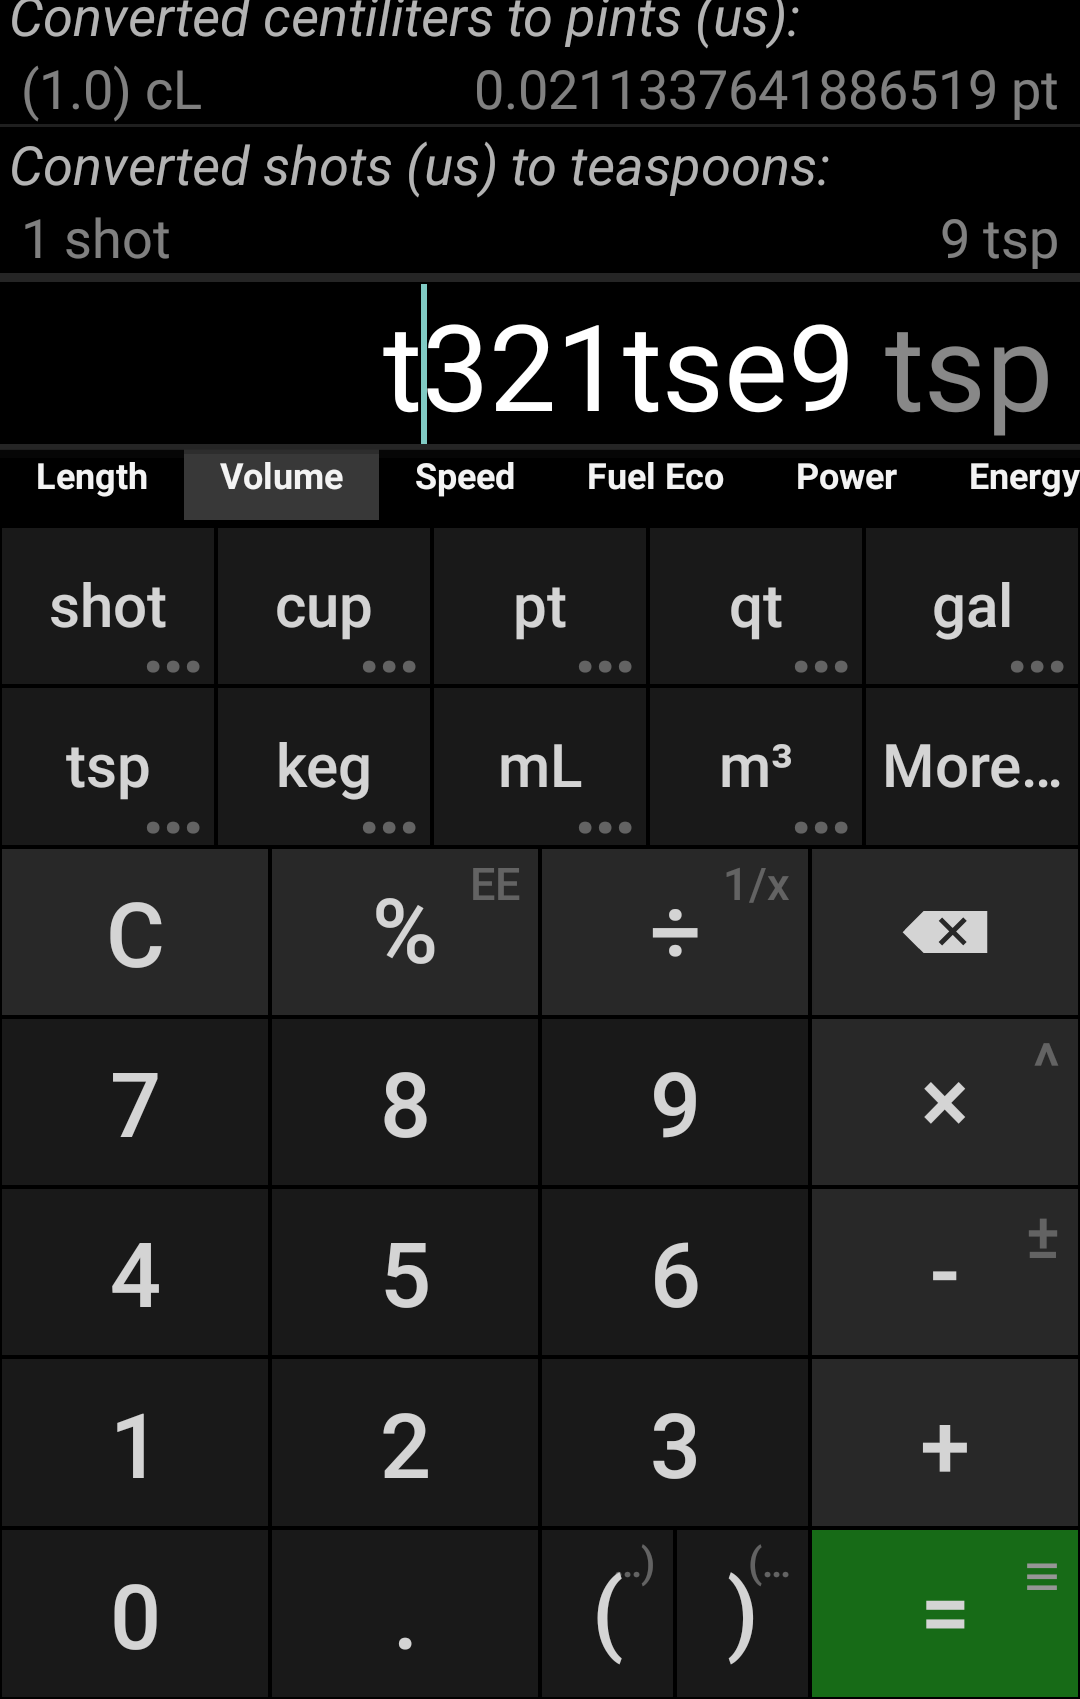 Converted centiliters to pints (us):
(1.0) cL 0.0211337641886519 pt
Converted shots (us) to teaspoons:
1 shot 9 tsp
t321tse9 tsp
Length Volume Speed Fuel Eco Power Energy
shot cup pt qt gal
tsp keg mL m³ More...
C % EE ÷ 1/x
7 8 9 × ^
4 5 6 - ±
1 2 3 + 
0 . ( ..) ) (... = ≡